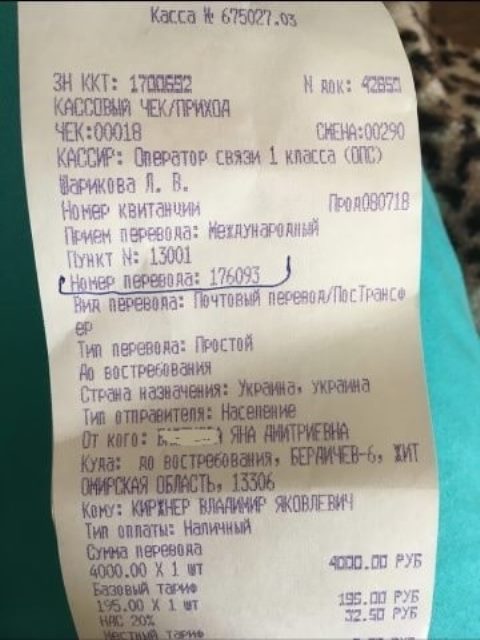 Касса № 675027.03
ЗН ККТ: 1700692 N док: 42850
КАССОВЫЙ ЧЕК/ПРИХОД
ЧЕК:00018 СМЕНА:00290
КАССИР: Оператор связи 1 класса (ОПС)
Шарикова Л. В.
Номер квитанции Прод080718
Прием перевода: Международный
Пункт N: 13001
Номер перевода: 176093
Вид перевода: Почтовый перевод/ПосТрансф
ер
Тип перевода: Простой
До востребования
Страна назначения: Украина, украина
Тип отправителя: Население
От кого: ЯНА ДМИТРИЕВНА
Куда: до востребования, БЕРДИЧЕВ-6, ЖИТ
ОМИРСКАЯ ОБЛАСТЬ, 13306
Кому: КИРЖНЕР ВЛАДИМИР ЯКОВЛЕВИЧ
Тип оплаты: Наличный
Сумма перевода
4000.00 X 1 шт 4000.00 РУБ
Базовый тариф
195.00 X 1 шт 195.00 РУБ
НДС 20% 32.50 РУБ
Местный тариф